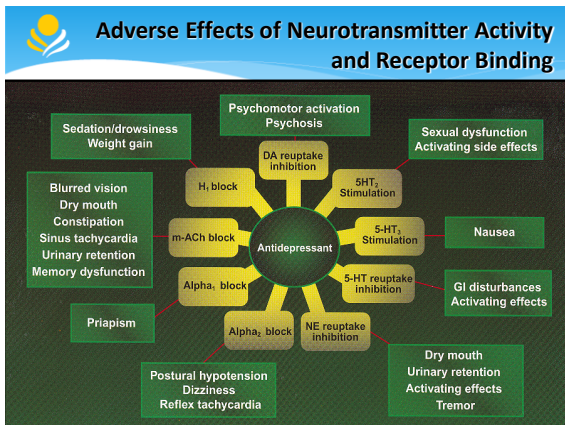 Adverse Effects of Neurotransmitter Activity
and Receptor Binding
Psychomotor activation
Psychosis
Sedation/drowsiness
Weight gain
Sexual dysfunction
Activating side effects
DA reuptake
inhibition
H₁ block
5HT₂
Stimulation
Blurred vision
Dry mouth
Constipation
Sinus tachycardia
Urinary retention
Memory dysfunction
m-ACh block
Antidepressant
5-HT₃
Stimulation
Nausea
Alpha₁ block
5-HT reuptake
inhibition
GI disturbances
Activating effects
Priapism
Alpha₂ block
NE reuptake
inhibition
Postural hypotension
Dizziness
Reflex tachycardia
Dry mouth
Urinary retention
Activating effects
Tremor